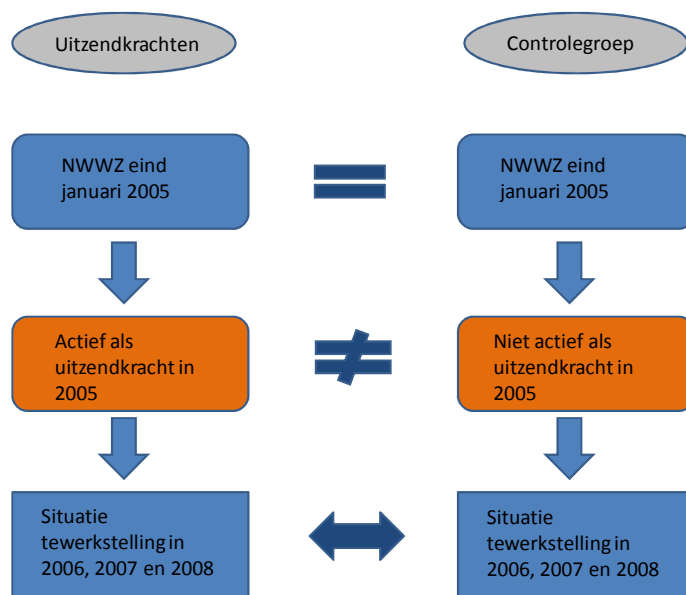 Uitzendkrachten
Controlegroep
NWWZ eind
januari 2005
NWWZ eind
januari 2005
Actief als
uitzendkracht in
2005
Niet actief als
uitzendkracht in
2005
Situatie
tewerkstelling in
2006, 2007 en 2008
Situatie
tewerkstelling in
2006, 2007 en 2008